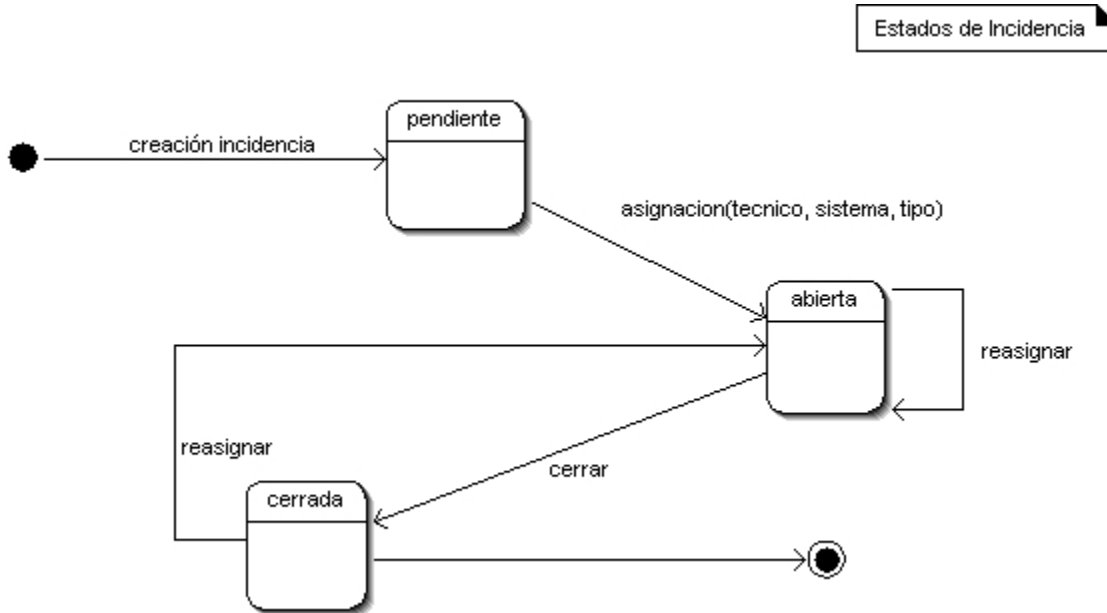 Estados de Incidencia
pendiente
creación incidencia
asignacion(tecnico, sistema, tipo)
abierta
reasignar
reasignar
cerrar
cerrada